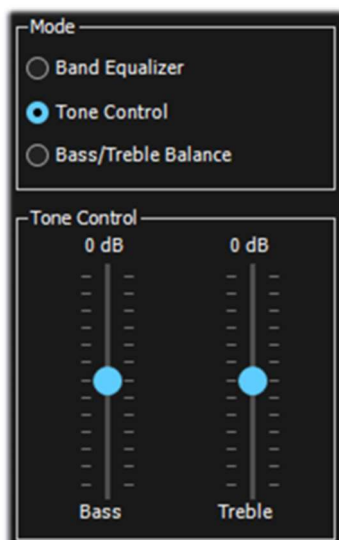 Mode
Band Equalizer
Tone Control
Bass/Treble Balance
Tone Control
0 dB 0 dB
Bass Treble